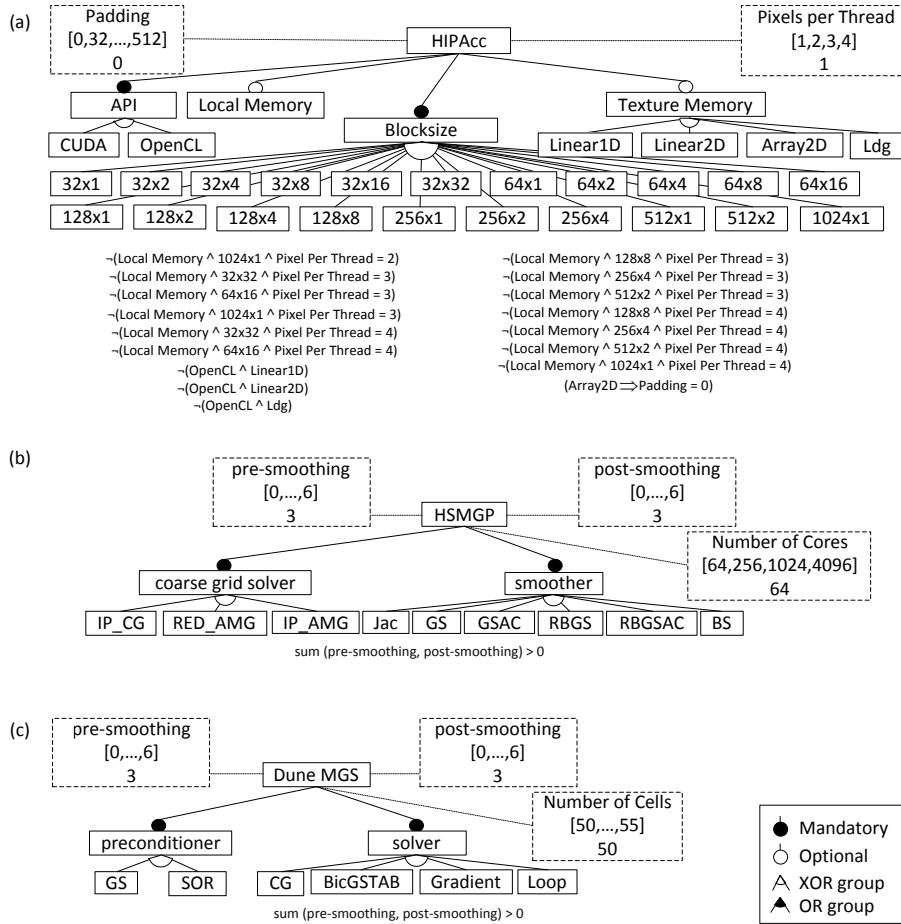 (a)
Padding
[0,32,...,512]
0
HIPAcc
Pixels per Thread
[1,2,3,4]
1
API
Local Memory
Blocksize
Texture Memory
CUDA OpenCL
Linear1D Linear2D Array2D Ldg
32x1 32x2 32x4 32x8 32x16 32x32 64x1 64x2 64x4 64x8 64x16
128x1 128x2 128x4 128x8 256x1 256x2 256x4 512x1 512x2 1024x1
¬(Local Memory ^ 1024x1 ^ Pixel Per Thread = 2)
¬(Local Memory ^ 32x32 ^ Pixel Per Thread = 3)
¬(Local Memory ^ 64x16 ^ Pixel Per Thread = 3)
¬(Local Memory ^ 1024x1 ^ Pixel Per Thread = 3)
¬(Local Memory ^ 32x32 ^ Pixel Per Thread = 4)
¬(Local Memory ^ 64x16 ^ Pixel Per Thread = 4)
¬(OpenCL ^ Linear1D)
¬(OpenCL ^ Linear2D)
¬(OpenCL ^ Ldg)
¬(Local Memory ^ 128x8 ^ Pixel Per Thread = 3)
¬(Local Memory ^ 256x4 ^ Pixel Per Thread = 3)
¬(Local Memory ^ 512x2 ^ Pixel Per Thread = 3)
¬(Local Memory ^ 128x8 ^ Pixel Per Thread = 4)
¬(Local Memory ^ 256x4 ^ Pixel Per Thread = 4)
¬(Local Memory ^ 512x2 ^ Pixel Per Thread = 4)
¬(Local Memory ^ 1024x1 ^ Pixel Per Thread = 4)
(Array2D ⟹ Padding = 0)
(b)
pre-smoothing
[0,...,6]
3
HSMGP
post-smoothing
[0,...,6]
3
Number of Cores
[64,256,1024,4096]
64
coarse grid solver
smoother
IP_CG RED_AMG IP_AMG Jac GS GSAC RBGS RBGSAC BS
sum (pre-smoothing, post-smoothing) > 0
(c)
pre-smoothing
[0,...,6]
3
Dune MGS
post-smoothing
[0,...,6]
3
Number of Cells
[50,...,55]
50
preconditioner
solver
GS SOR CG BicGSTAB Gradient Loop
sum (pre-smoothing, post-smoothing) > 0
Mandatory
Optional
XOR group
OR group